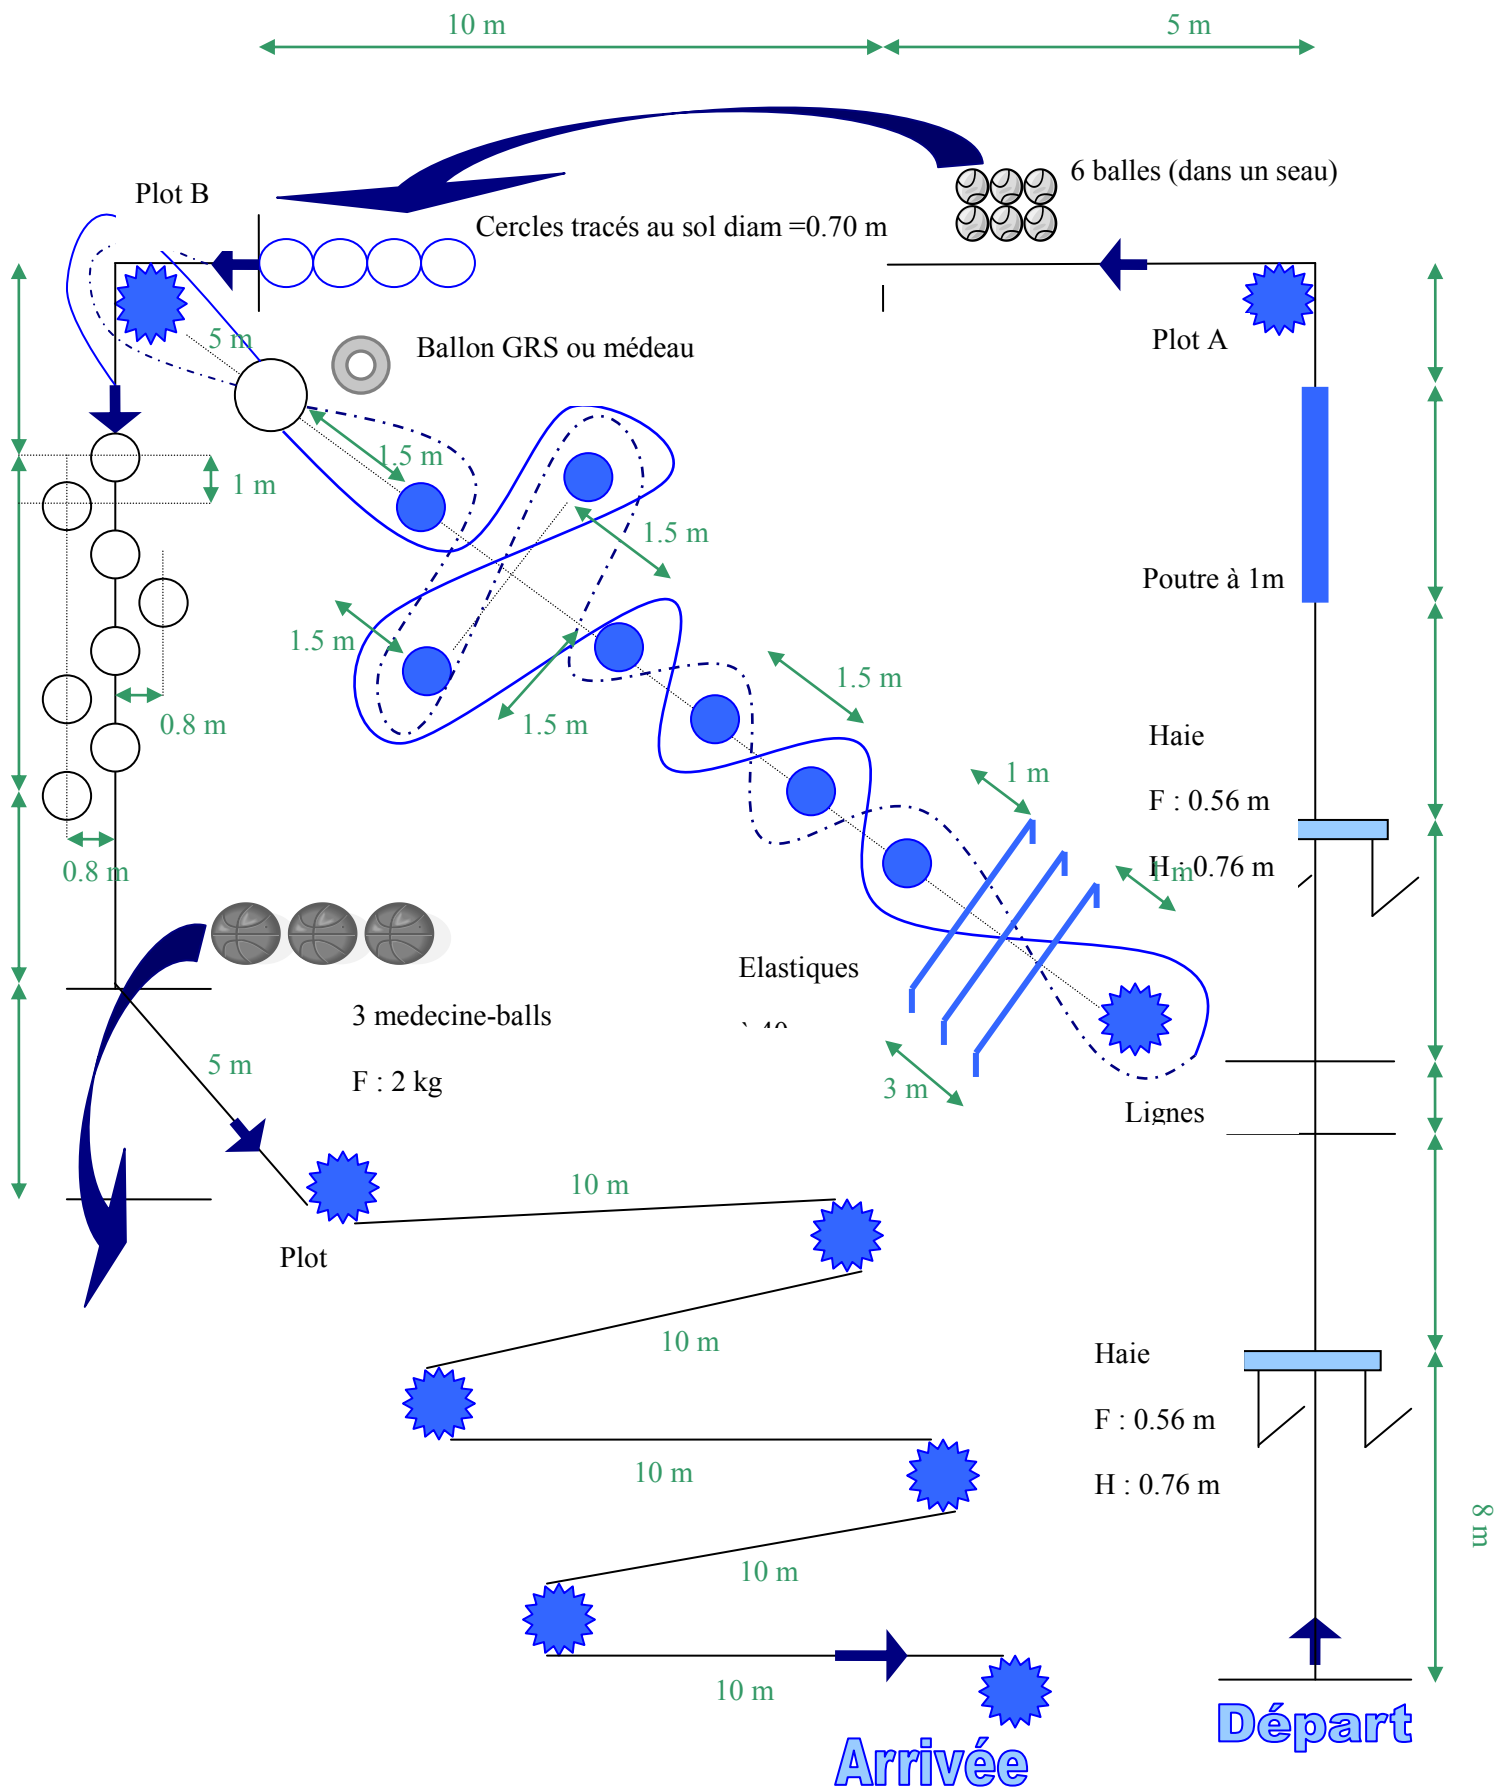 10 m
5 m
6 balles (dans un seau)
Plot B
Cercles tracés au sol diam =0.70 m
5 m
Ballon GRS ou médeau
Plot A
1.5 m
1 m
1.5 m
Poutre à 1m
1.5 m
1.5 m
1.5 m
0.8 m
Haie
1 m
F : 0.56 m
H : 0.76 m
1 m
0.8 m
Elastiques
3 medecine-balls
5 m
F : 2 kg
3 m
Lignes
10 m
Plot
10 m
Haie
F : 0.56 m
10 m
H : 0.76 m
8 m
10 m
10 m
Départ
Arrivée